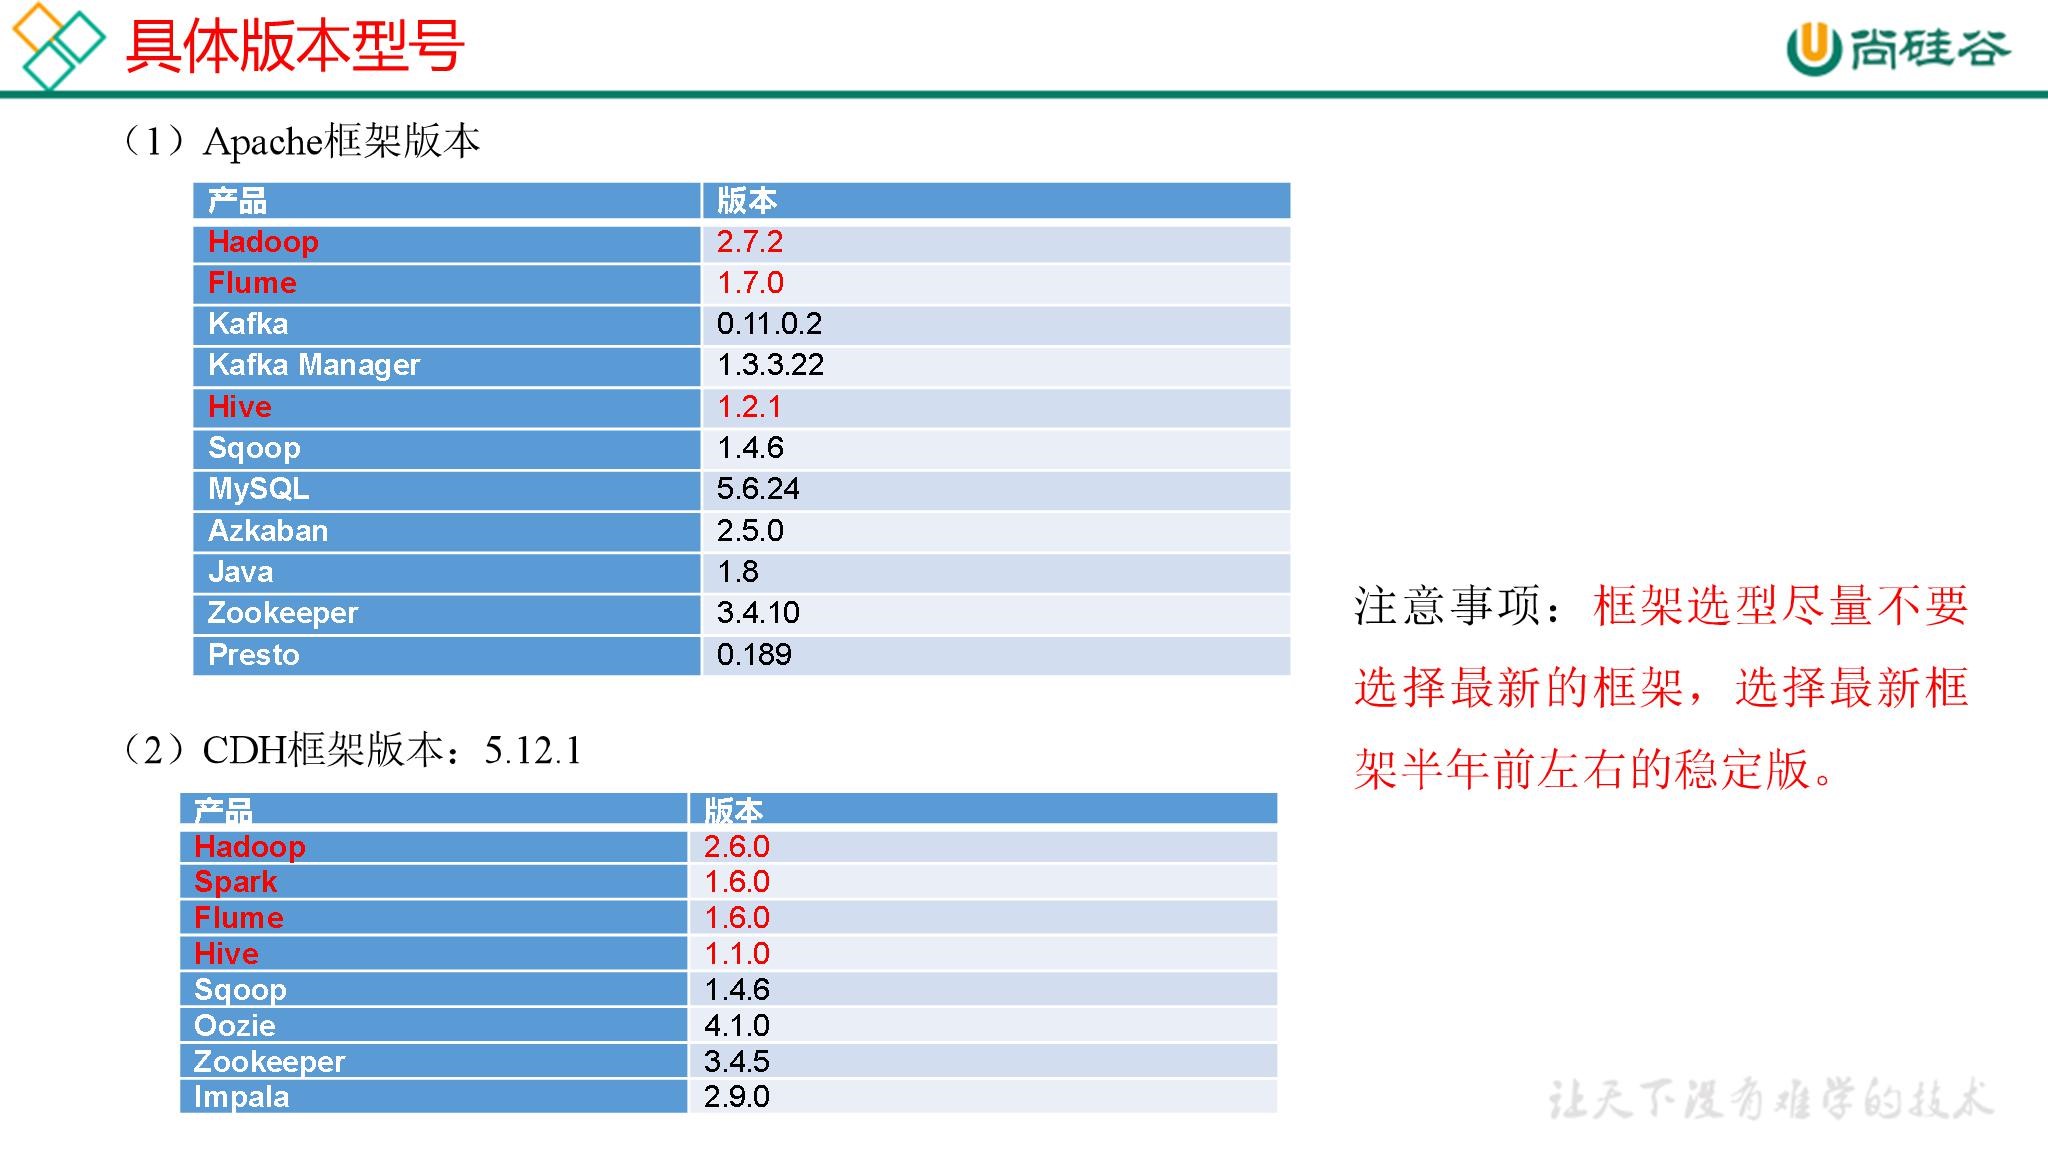 具体版本型号
尚硅谷
（1）Apache框架版本
产品 版本
Hadoop 2.7.2
Flume 1.7.0
Kafka 0.11.0.2
Kafka Manager 1.3.3.22
Hive 1.2.1
Sqoop 1.4.6
MySQL 5.6.24
Azkaban 2.5.0
Java 1.8
Zookeeper 3.4.10
Presto 0.189
（2）CDH框架版本：5.12.1
产品 版本
Hadoop 2.6.0
Spark 1.6.0
Flume 1.6.0
Hive 1.1.0
Sqoop 1.4.6
Oozie 4.1.0
Zookeeper 3.4.5
Impala 2.9.0
注意事项：框架选型尽量不要
选择最新的框架，选择最新框
架半年前左右的稳定版。
让天下没有难学的技术